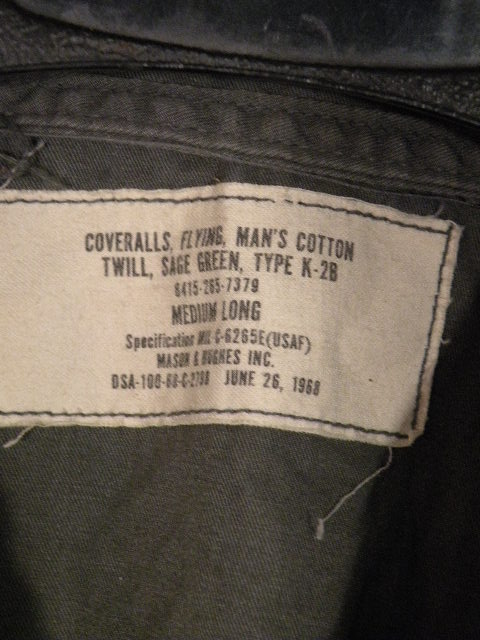 COVERALLS, FLYING, MAN'S COTTON
TWILL, SAGE GREEN, TYPE K-2B
8415-265-7379
MEDIUM LONG
Specification MIL-C-6265E(USAF)
MASON & HUGHES INC.
DSA-100-68-C-2798 JUNE 26, 1968